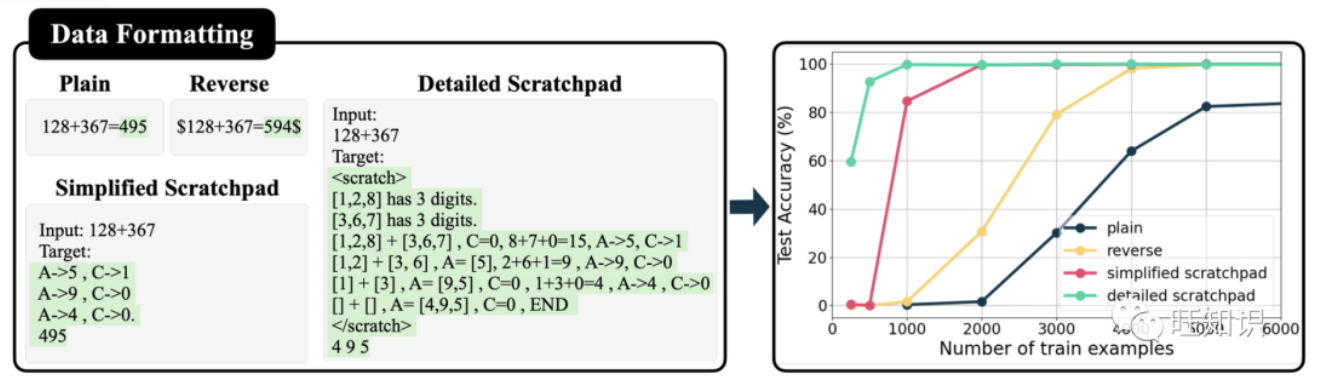 Data Formatting
Plain
128+367=495
Reverse
$128+367=594$
Simplified Scratchpad
Input: 128+367
Target:
A->5 , C->1
A->9 , C->0
A->4 , C->0.
495
Detailed Scratchpad
Input:
128+367
Target:
<scratch>
[1,2,8] has 3 digits.
[3,6,7] has 3 digits.
[1,2,8] + [3,6,7] , C=0, 8+7+0=15, A->5, C->1
[1,2] + [3, 6] , A= [5], 2+6+1=9 , A->9, C->0
[1] + [3] , A= [9,5] , C=0 , 1+3+0=4 , A->4 , C->0
[] + [] , A= [4,9,5] , C=0 , END
</scratch>
4 9 5
Test Accuracy (%)
100
80
60
40
20
0
plain
reverse
simplified scratchpad
detailed scratchpad
0 1000 2000 3000 4000 5000 6000
Number of train examples
旺知识